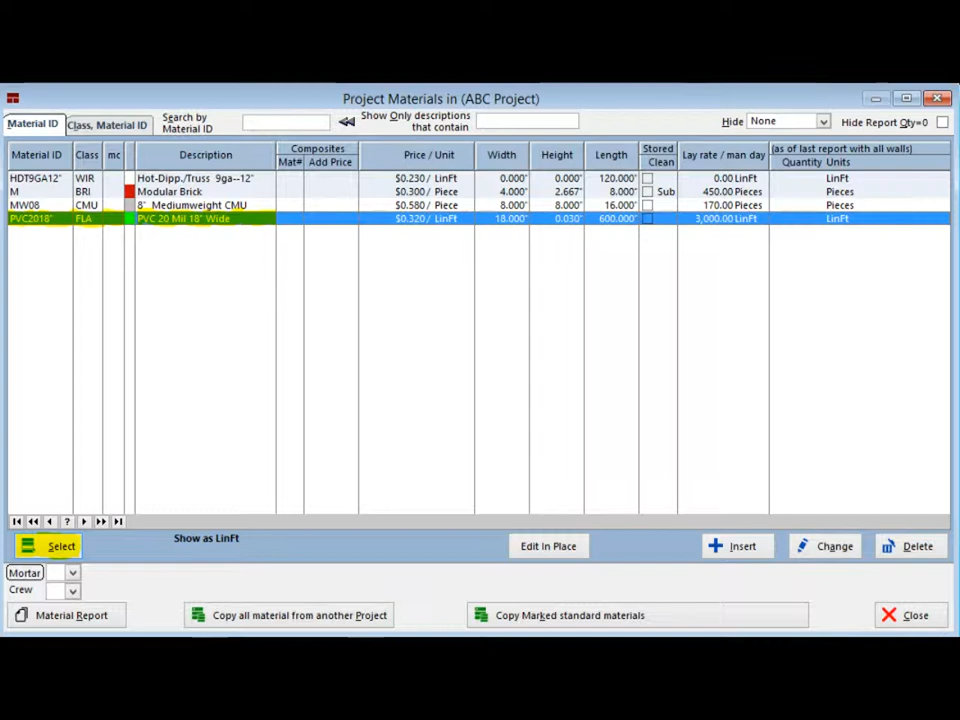 Project Materials in (ABC Project)
Material ID
Class, Material ID
Search by Material ID
Show Only descriptions that contain
Hide None
Hide Report Qty=0
Material ID Class mc Description Composites Mat# Add Price Price / Unit Width Height Length Stored Clean Lay rate / man day (as of last report with all walls) Quantity Units
HDT9GA12" WIR Hot-Dipp./Truss 9ga--12" $0.230 / LinFt 0.000" 0.000" 120.000" 0.00 LinFt LinFt
M BRI Modular Brick $0.300 / Piece 4.000" 2.667" 8.000" Sub 450.00 Pieces Pieces
MW08 CMU 8" Mediumweight CMU $0.580 / Piece 8.000" 8.000" 16.000" 170.00 Pieces Pieces
PVC2018" FLA PVC 20 Mil 18" Wide $0.320 / LinFt 18.000" 0.030" 600.000" 3,000.00 LinFt LinFt
?
Select Show as LinFt Edit In Place Insert Change Delete
Mortar
Crew
Material Report Copy all material from another Project Copy Marked standard materials Close